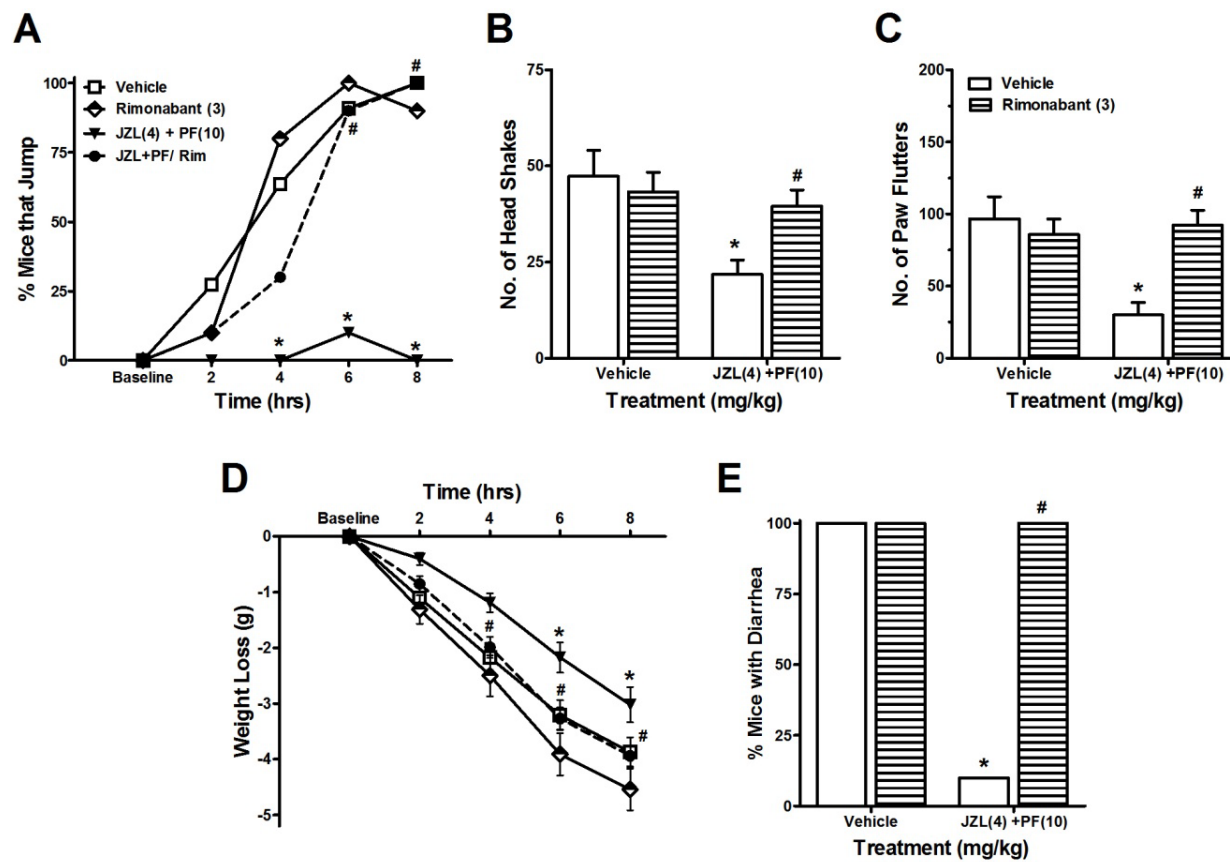 A
% Mice that Jump
100
75
50
25
0
Vehicle
Rimonabant (3)
JZL(4) + PF(10)
JZL+PF/ Rim
#
#
*
*
*
Baseline
2
4
6
8
Time (hrs)
B
No. of Head Shakes
75
50
25
0
*
#
Vehicle
JZL(4) +PF(10)
Treatment (mg/kg)
C
No. of Paw Flutters
200
150
100
50
0
Vehicle
Rimonabant (3)
*
#
Vehicle
JZL(4) +PF(10)
Treatment (mg/kg)
D
Time (hrs)
Baseline
2
4
6
8
Weight Loss (g)
0
-1
-2
-3
-4
-5
#
*
#
*
#
E
% Mice with Diarrhea
100
75
50
25
0
*
#
Vehicle
JZL(4) +PF(10)
Treatment (mg/kg)